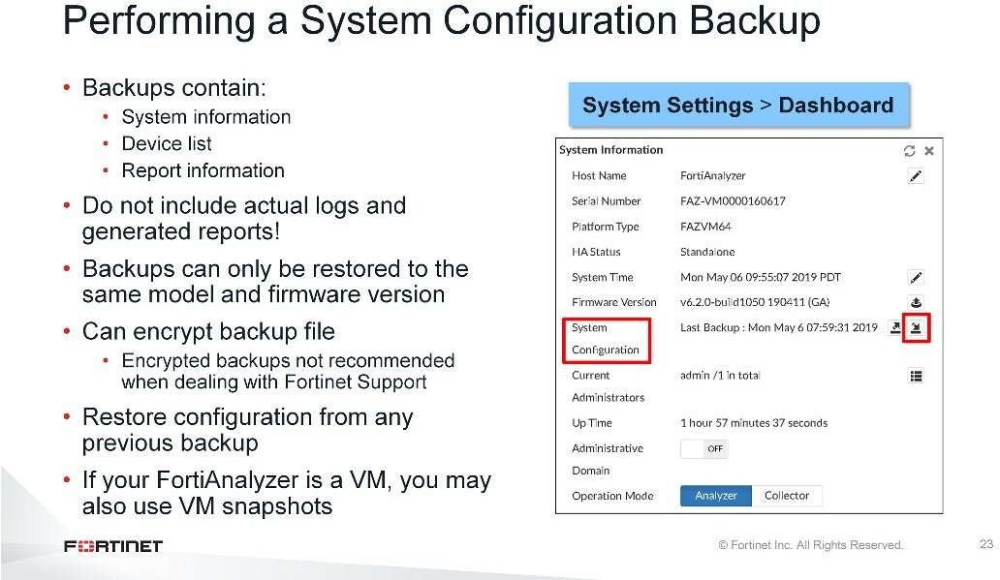 Performing a System Configuration Backup
• Backups contain:
• System information
• Device list
• Report information
• Do not include actual logs and
generated reports!
• Backups can only be restored to the
same model and firmware version
• Can encrypt backup file
• Encrypted backups not recommended
when dealing with Fortinet Support
• Restore configuration from any
previous backup
• If your FortiAnalyzer is a VM, you may
also use VM snapshots
System Settings > Dashboard
System Information
Host Name FortiAnalyzer
Serial Number FAZ-VM0000160617
Platform Type FAZVM64
HA Status Standalone
System Time Mon May 06 09:55:07 2019 PDT
Firmware Version v6.2.0-build1050 190411 (GA)
System Last Backup : Mon May 6 07:59:31 2019
Configuration
Current admin /1 in total
Administrators
Up Time 1 hour 57 minutes 37 seconds
Administrative OFF
Domain
Operation Mode Analyzer Collector
FORTINET
© Fortinet Inc. All Rights Reserved.
23